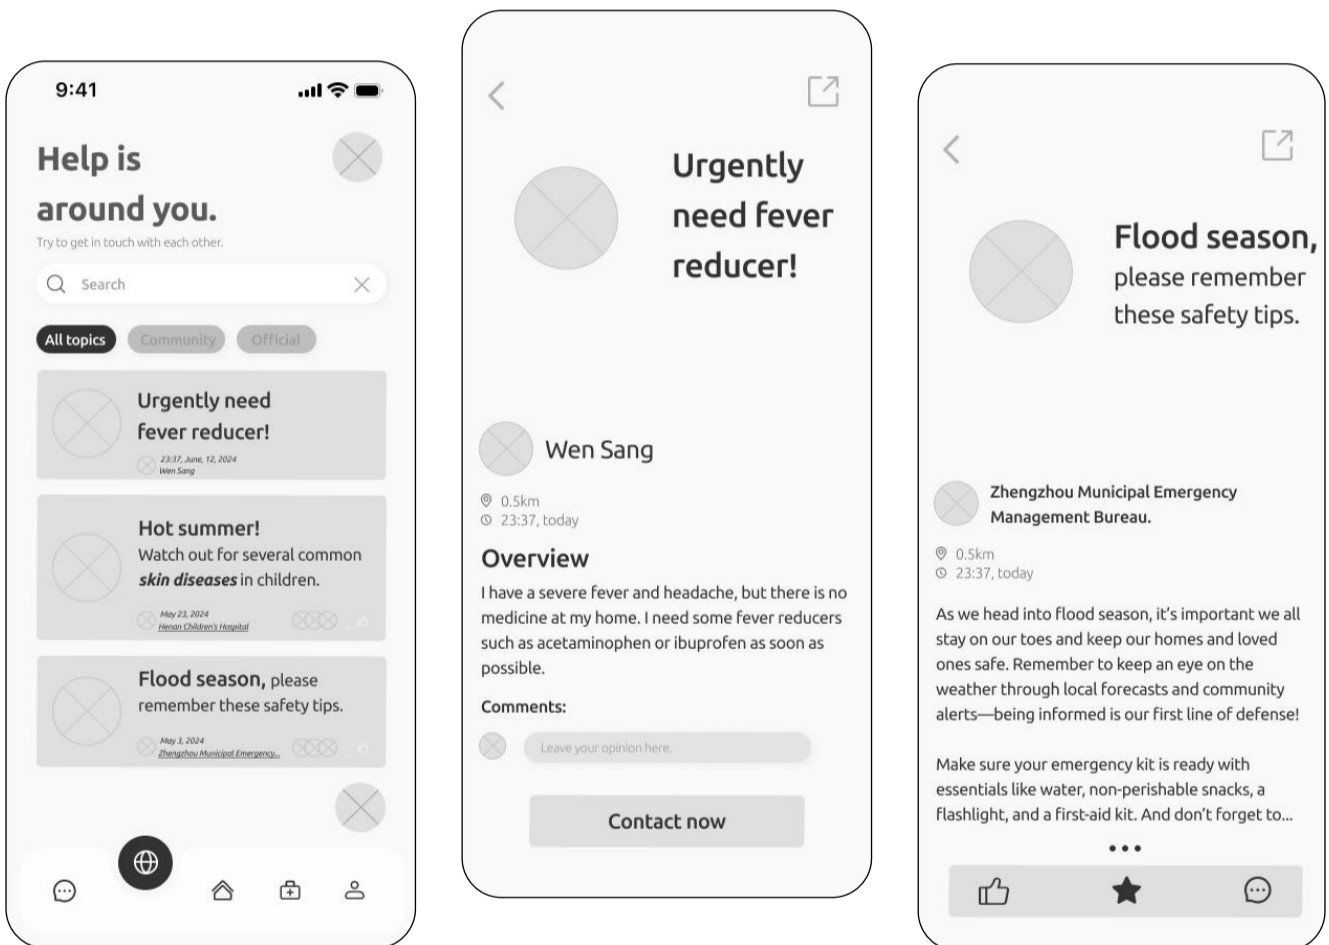 9:41
Help is
around you.
Try to get in touch with each other.
Search
All topics
Community
Official
Urgently need
fever reducer!
23:37, June, 12, 2024
Wen Sang
Hot summer!
Watch out for several common
skin diseases in children.
May 23, 2024
Henan Children's Hospital
Flood season, please
remember these safety tips.
May 3, 2024
Zhengzhou Municipal Emergency...
Urgently
need fever
reducer!
Wen Sang
0.5km
23:37, today
Overview
I have a severe fever and headache, but there is no
medicine at my home. I need some fever reducers
such as acetaminophen or ibuprofen as soon as
possible.
Comments:
Leave your opinion here.
Contact now
Flood season,
please remember
these safety tips.
Zhengzhou Municipal Emergency
Management Bureau.
0.5km
23:37, today
As we head into flood season, it's important we all
stay on our toes and keep our homes and loved
ones safe. Remember to keep an eye on the
weather through local forecasts and community
alerts—being informed is our first line of defense!
Make sure your emergency kit is ready with
essentials like water, non-perishable snacks, a
flashlight, and a first-aid kit. And don't forget to...